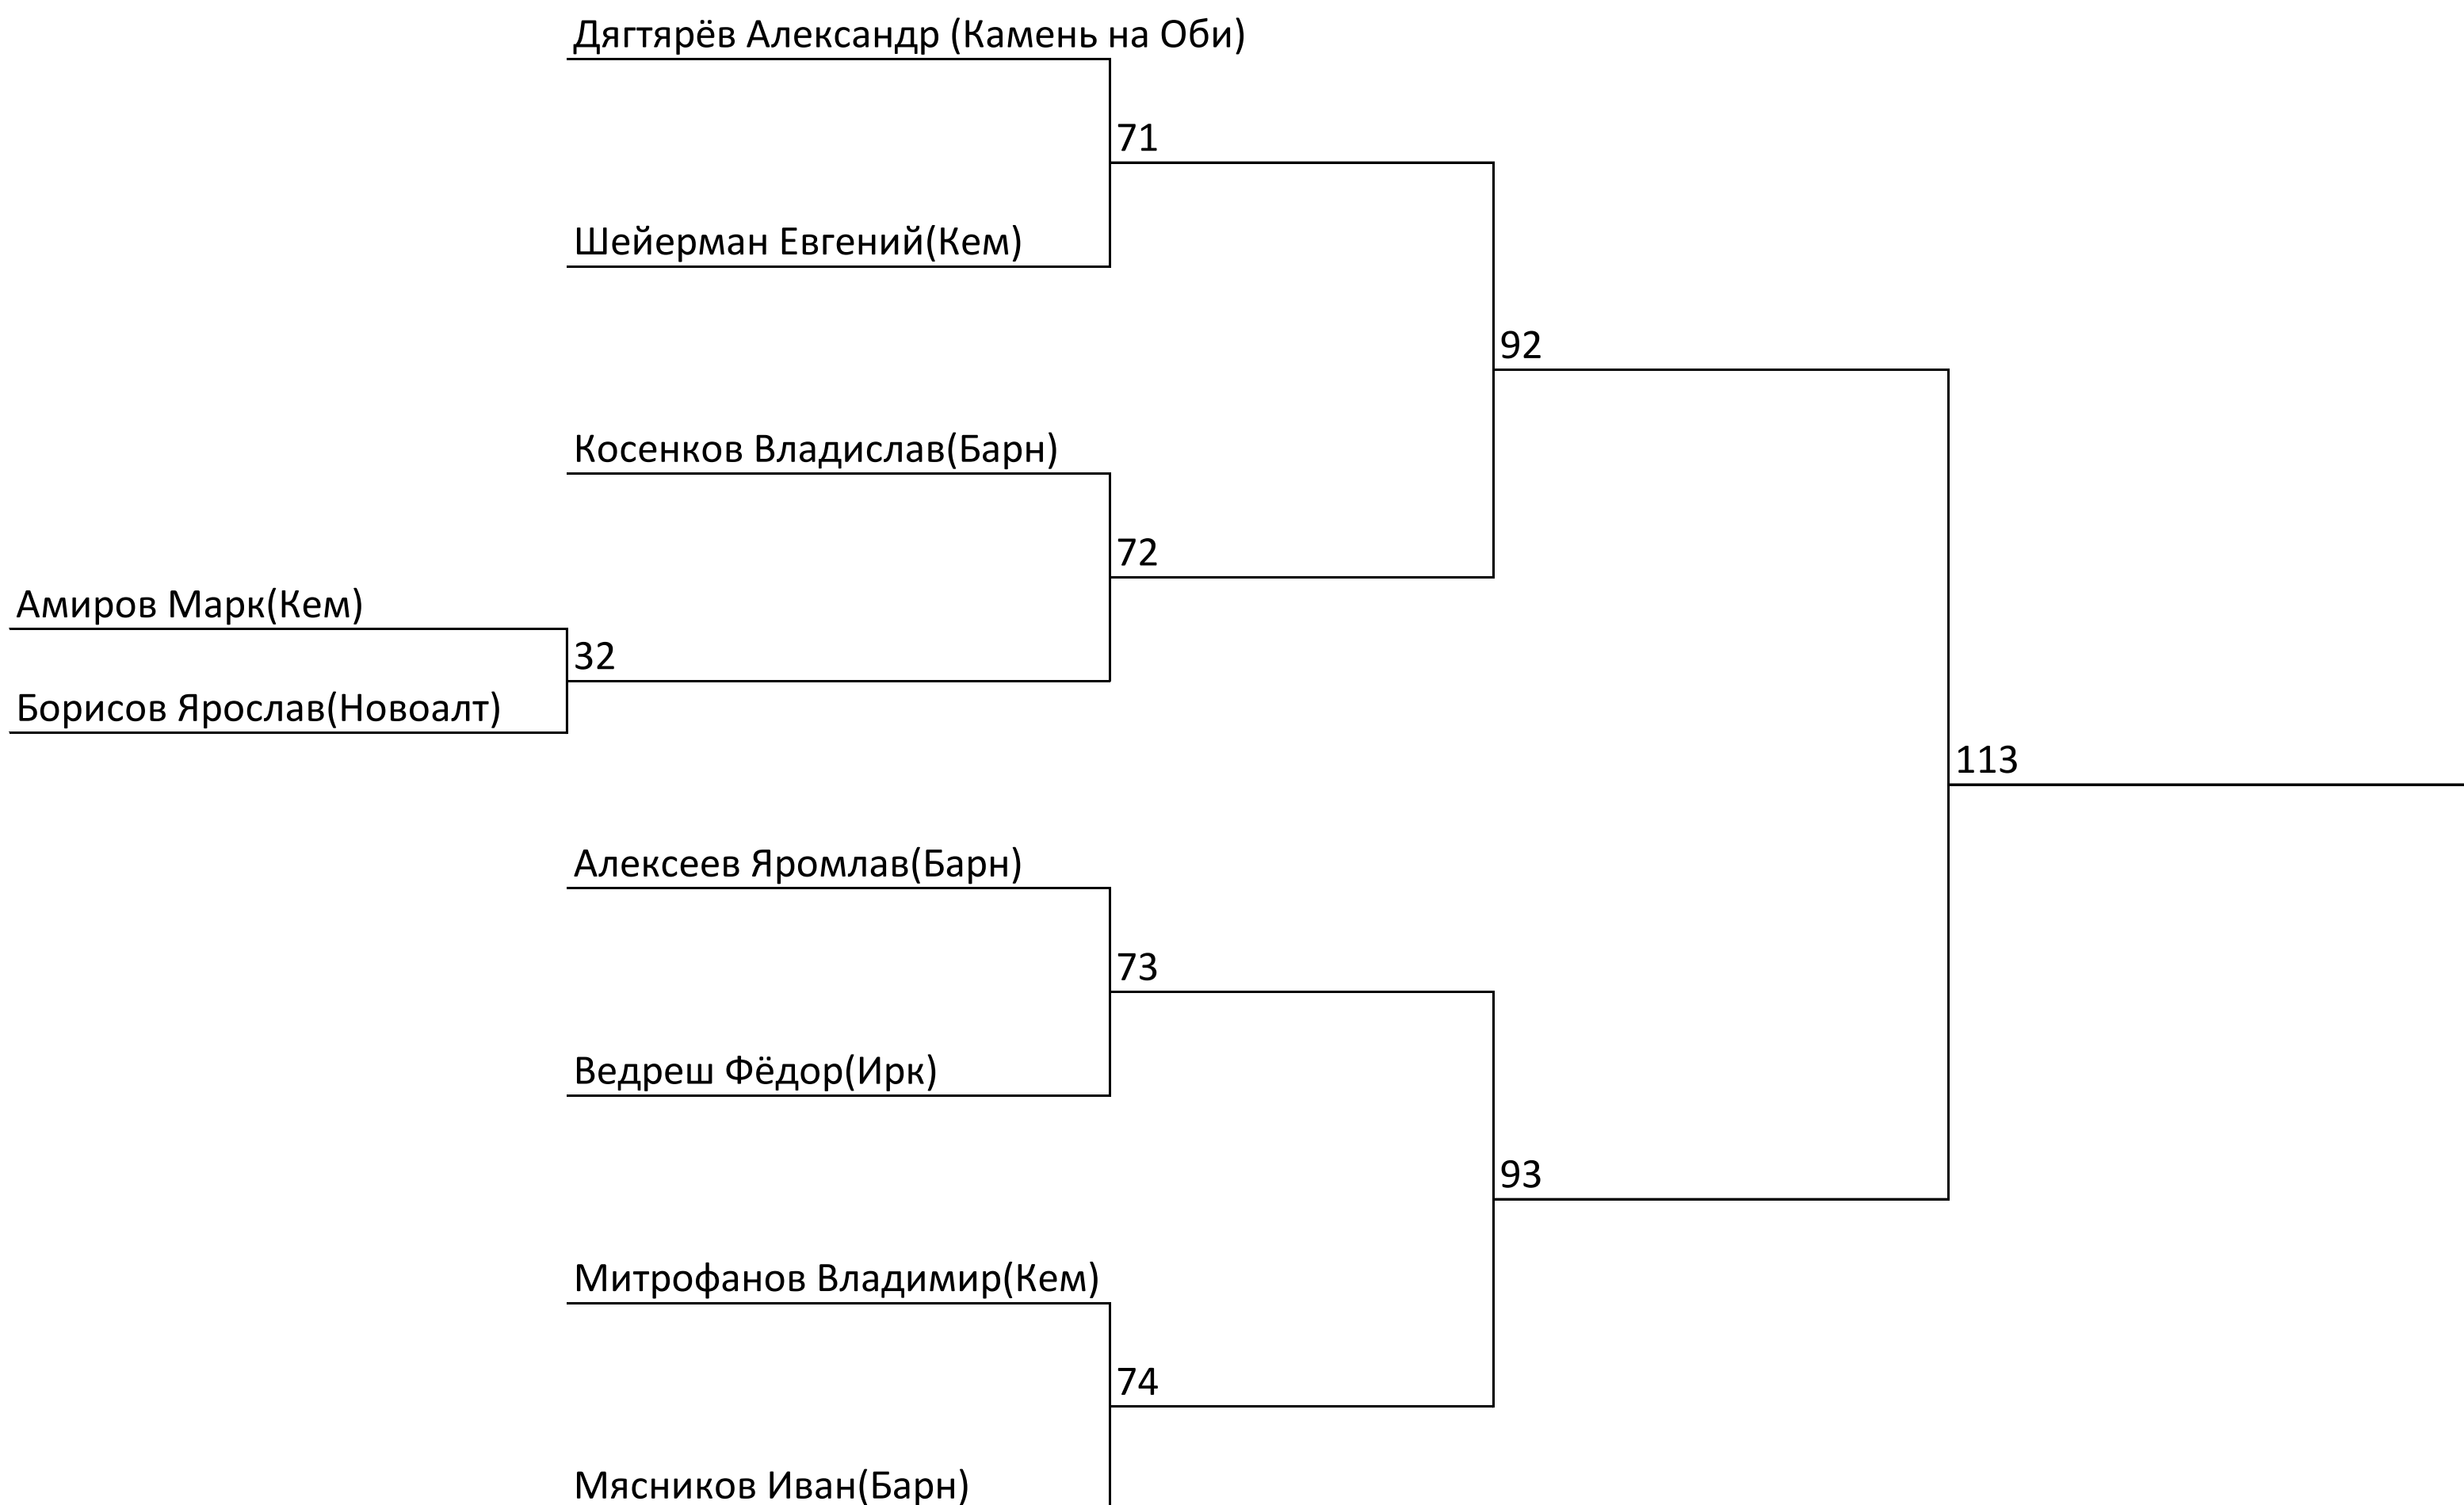 Дягтярёв Александр (Камень на Оби)
71
Шейерман Евгений(Кем)
92
Косенков Владислав(Барн)
72
Амиров Марк(Кем)
32
Борисов Ярослав(Новоалт)
113
Алексеев Яромлав(Барн)
73
Ведреш Фёдор(Ирк)
93
Митрофанов Владимир(Кем)
74
Мясников Иван(Барн)